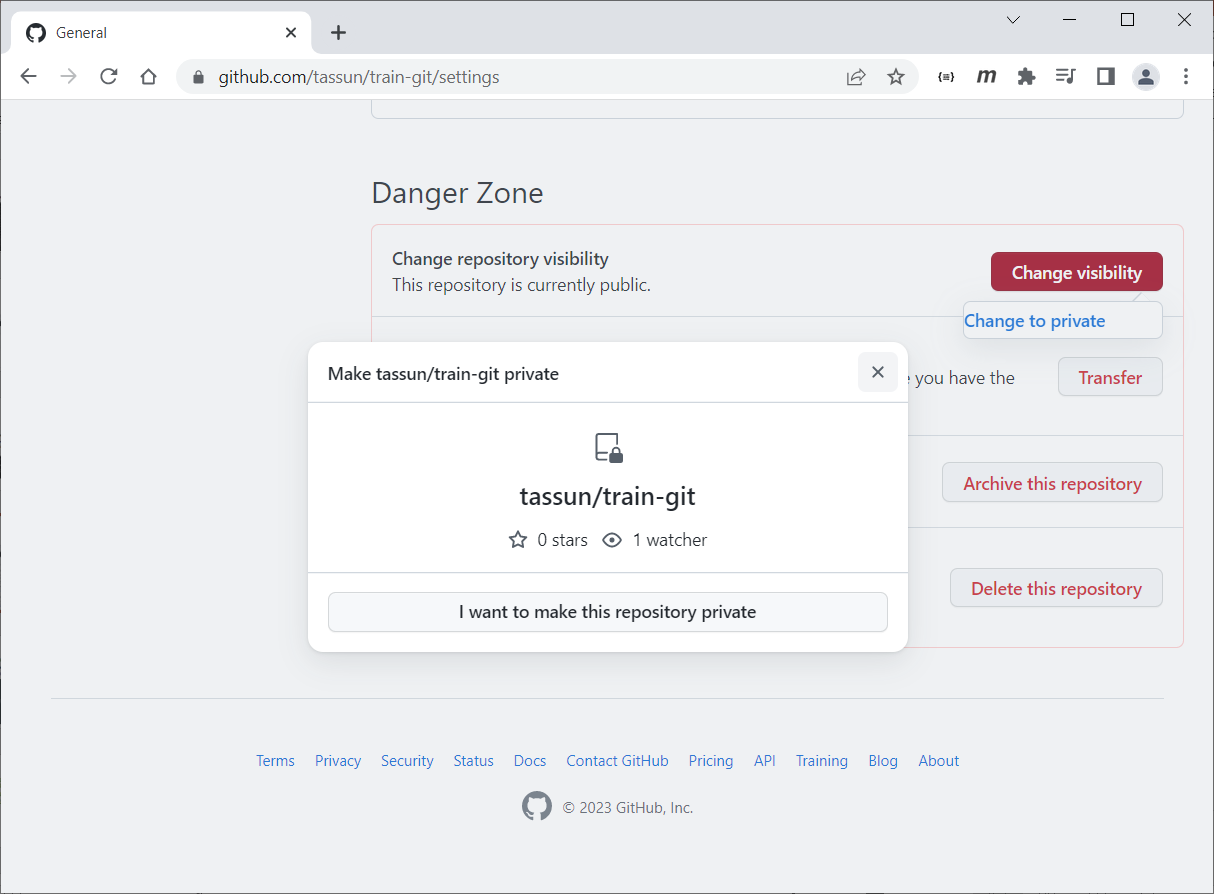 General
github.com/tassun/train-git/settings
{≡}
m
Danger Zone
Change repository visibility
This repository is currently public.
Change visibility
Change to private
you have the
Transfer
Archive this repository
Delete this repository
Make tassun/train-git private
tassun/train-git
0 stars 1 watcher
I want to make this repository private
Terms Privacy Security Status Docs Contact GitHub Pricing API Training Blog About
© 2023 GitHub, Inc.